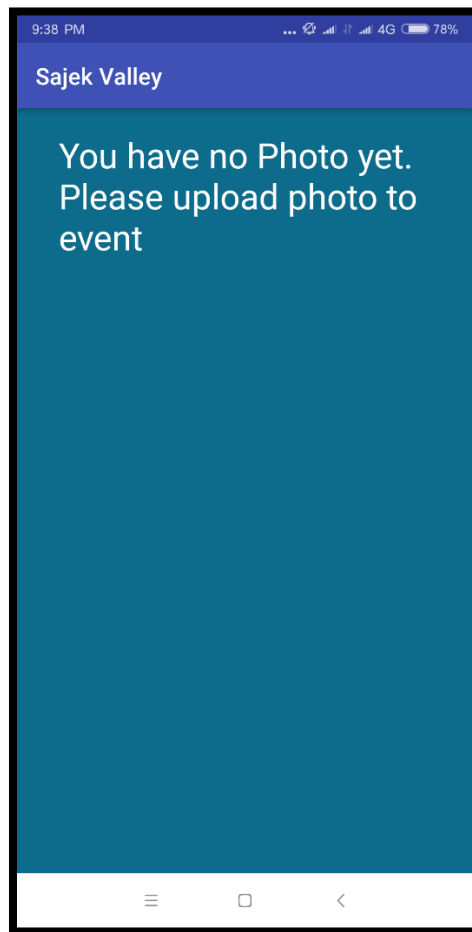 9:38 PM ... 4G 78%
Sajek Valley
You have no Photo yet.
Please upload photo to
event